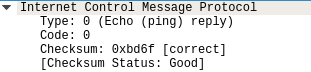 Internet Control Message Protocol
Type: 0 (Echo (ping) reply)
Code: 0
Checksum: 0xbd6f [correct]
[Checksum Status: Good]